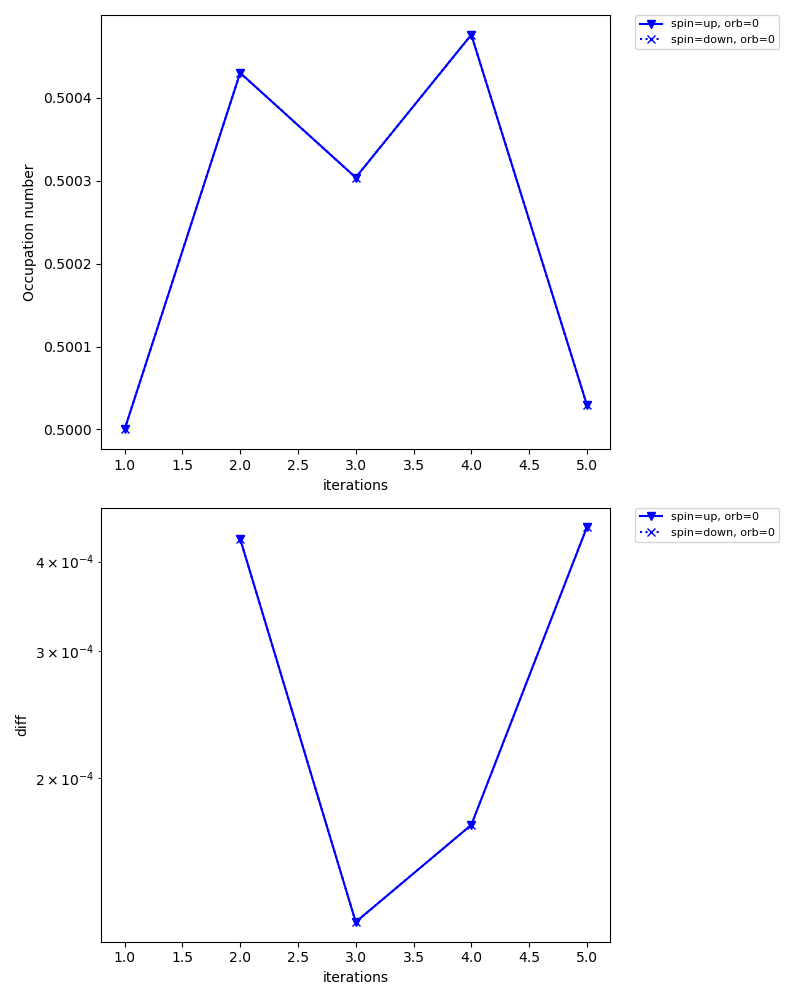 spin=up, orb=0
spin=down, orb=0
0.5004
0.5003
0.5002
0.5001
0.5000
Occupation number
1.0 1.5 2.0 2.5 3.0 3.5 4.0 4.5 5.0
iterations
spin=up, orb=0
spin=down, orb=0
4 × 10⁻⁴
3 × 10⁻⁴
2 × 10⁻⁴
diff
1.0 1.5 2.0 2.5 3.0 3.5 4.0 4.5 5.0
iterations